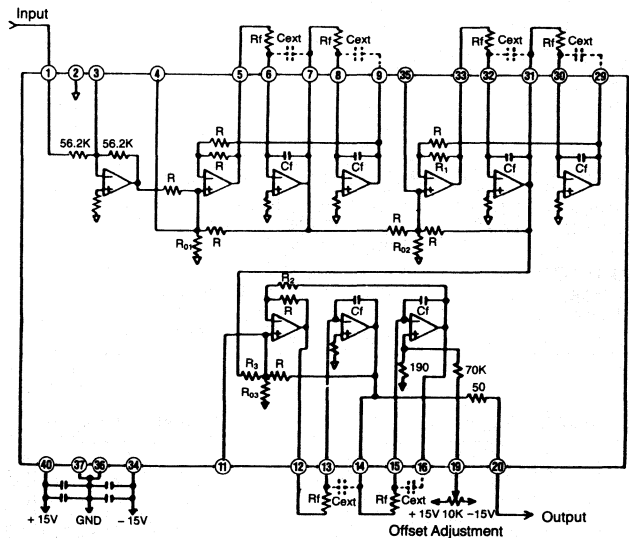 Input
Rf Cext Rf Cext Rf Cext Rf Cext
1 2 3 4 5 6 7 8 9 35 33 32 31 30 29
56.2K 56.2K
R R
R Cf Cf R1 Cf Cf
R
R01 R R R02 R
R2
R Cf Cf
R3 R 190 70K
R03 50
40 37 36 34 11 12 13 14 15 16 19 20
Rf Cext Rf Cext
+ 15V GND - 15V + 15V 10K -15V Output
Offset Adjustment